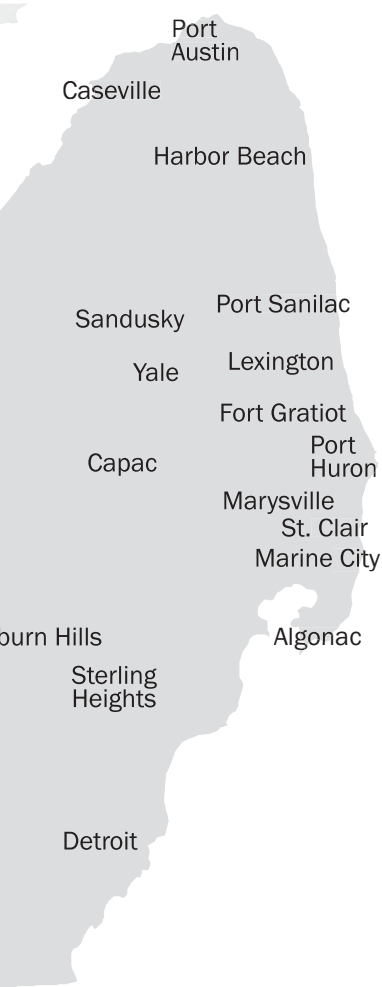 Port
Austin
Caseville
Harbor Beach
Port Sanilac
Sandusky
Lexington
Yale
Fort Gratiot
Port
Huron
Capac
Marysville
St. Clair
Marine City
burn Hills
Algonac
Sterling
Heights
Detroit